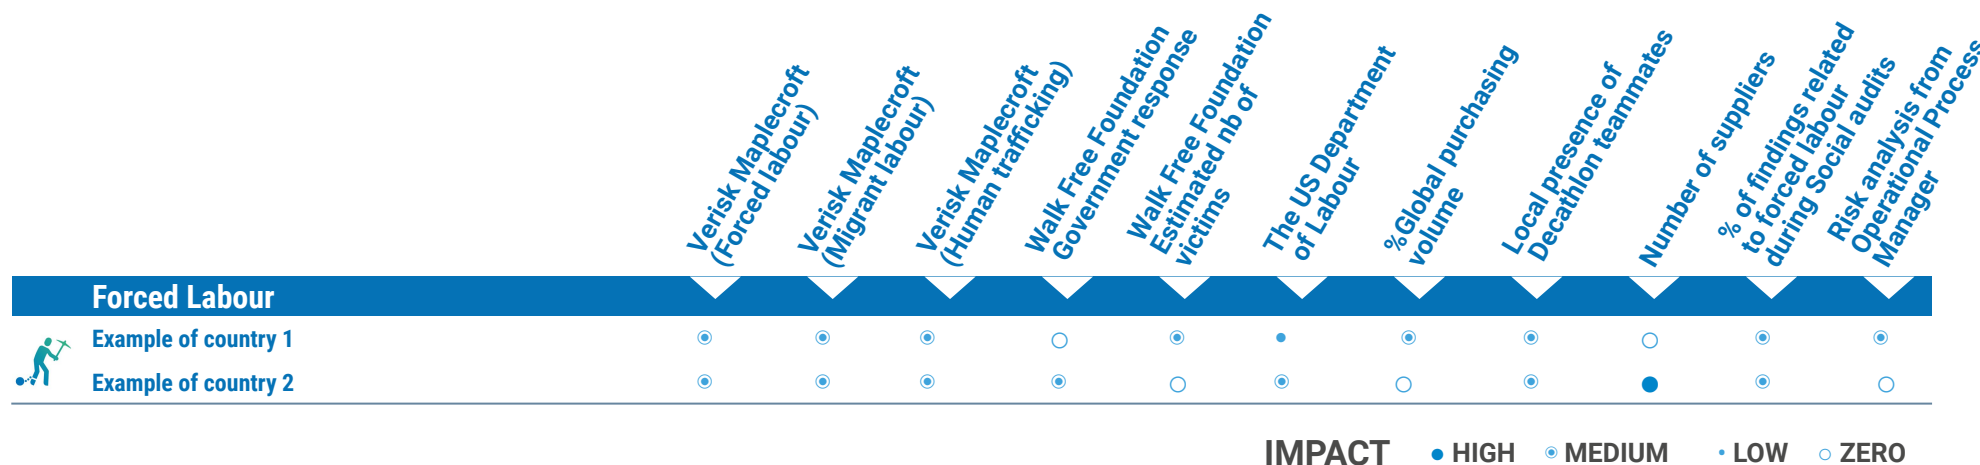 Verisk Maplecroft
(Forced labour)
Verisk Maplecroft
(Migrant labour)
Verisk Maplecroft
(Human trafficking)
Walk Free Foundation
Government response
Walk Free Foundation
Estimated nb of
victims
The US Department
of Labour
%Global purchasing
volume
Local presence of
Decathlon teammates
Number of suppliers
% of findings related
to forced labour
during Social audits
Risk analysis from
Operational Process
Manager
Forced Labour
Example of country 1
Example of country 2
IMPACT HIGH MEDIUM LOW ZERO